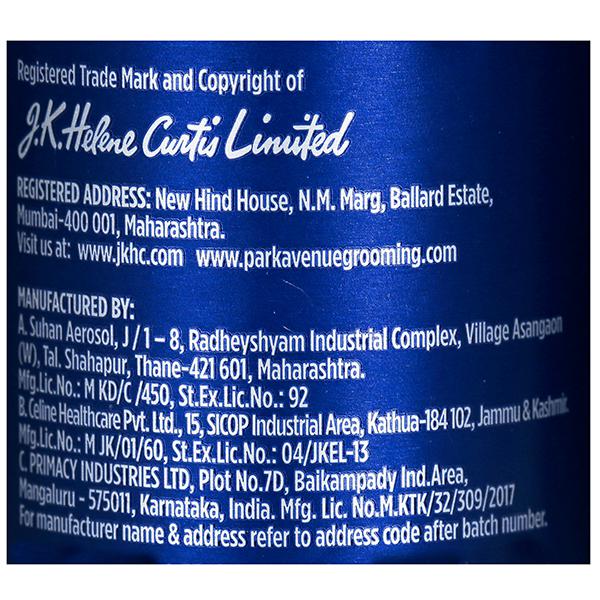 Registered Trade Mark and Copyright of
J.K. Helene Curtis Limited
REGISTERED ADDRESS: New Hind House, N.M. Marg, Ballard Estate,
Mumbai-400 001, Maharashtra.
Visit us at: www.jkhc.com www.parkavenuegrooming.com
MANUFACTURED BY:
A. Suhan Aerosol, J / 1 – 8, Radheyshyam Industrial Complex, Village Asangaon
(W), Tal. Shahapur, Thane-421 601, Maharashtra.
Mfg.Lic.No.: M KD/C /450, St.Ex.Lic.No.: 92
B. Celine Healthcare Pvt. Ltd., 15, SICOP Industrial Area, Kathua-184 102, Jammu & Kashmir.
Mfg.Lic.No.: M JK/01/60, St.Ex.Lic.No.: 04/JKEL-13
C. PRIMACY INDUSTRIES LTD, Plot No.7D, Baikampady Ind.Area,
Mangaluru - 575011, Karnataka, India. Mfg. Lic. No.M.KTK/32/309/2017
For manufacturer name & address refer to address code after batch number.